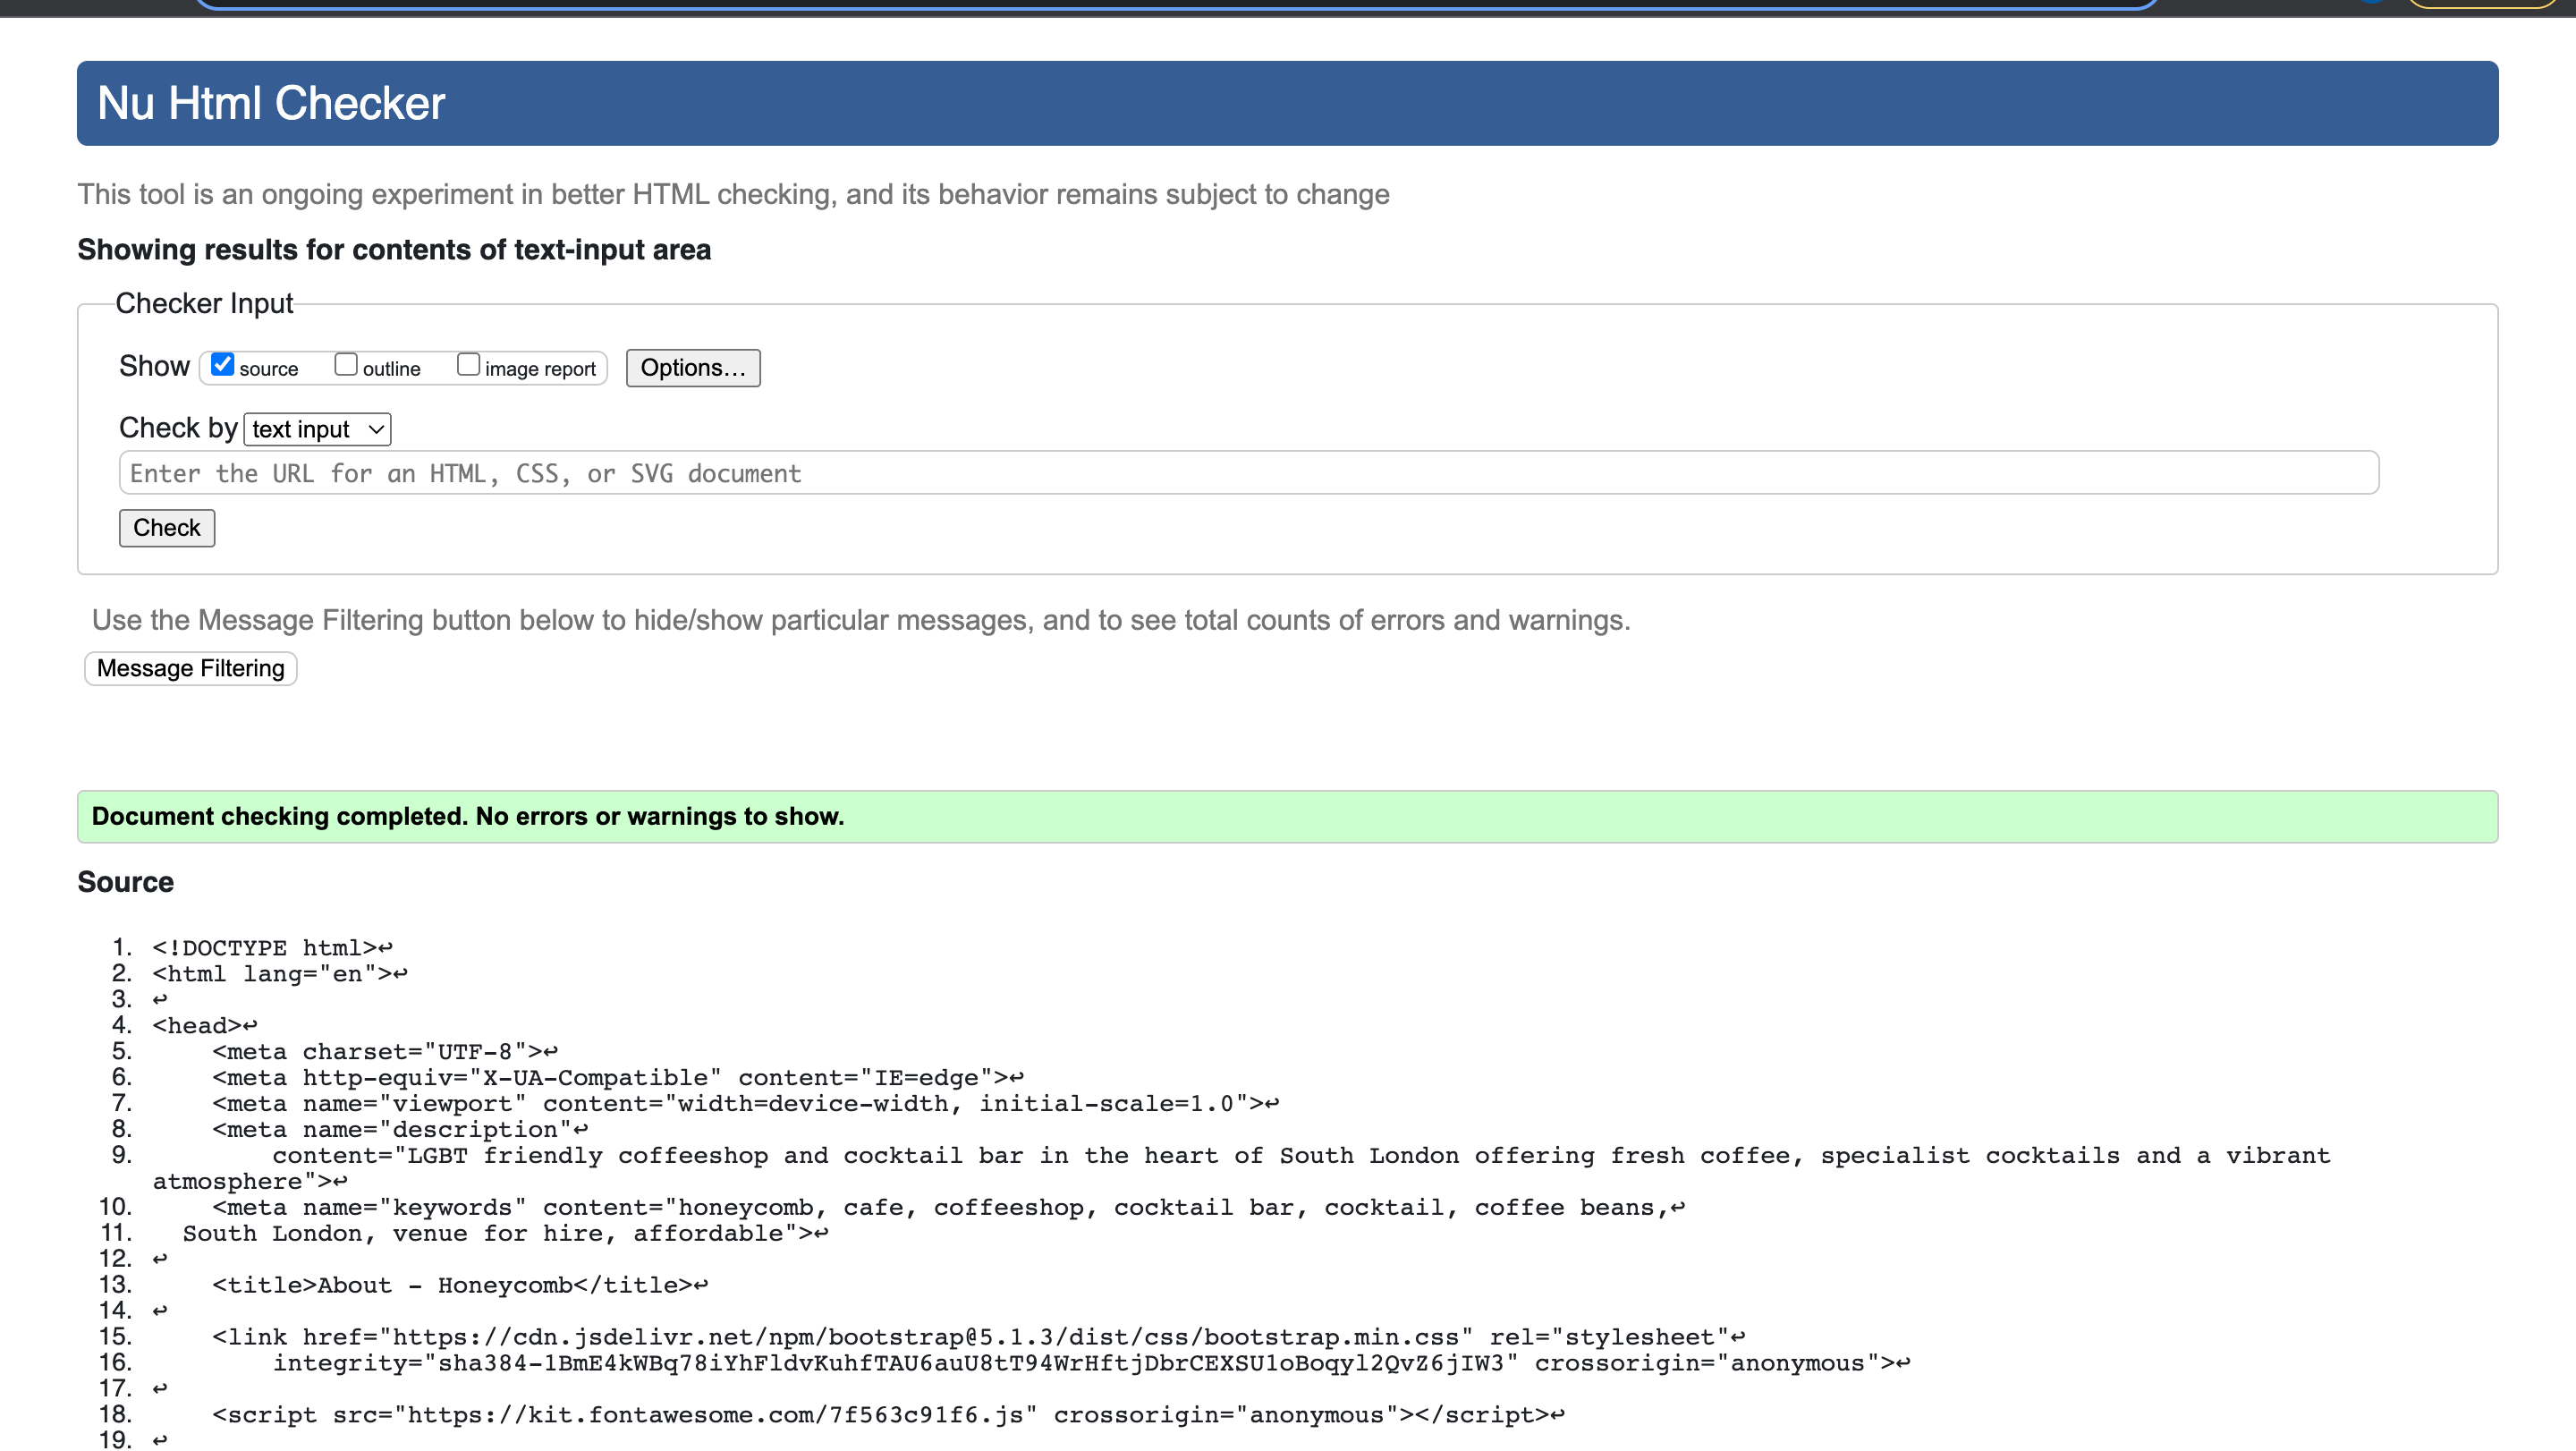 Nu Html Checker
This tool is an ongoing experiment in better HTML checking, and its behavior remains subject to change
Showing results for contents of text-input area
Checker Input
Show source outline image report Options...
Check by text input
Enter the URL for an HTML, CSS, or SVG document
Check
Use the Message Filtering button below to hide/show particular messages, and to see total counts of errors and warnings.
Message Filtering
Document checking completed. No errors or warnings to show.
Source
1. <!DOCTYPE html>↩
2. <html lang="en">↩
3. ↩
4. <head>↩
5. <meta charset="UTF-8">↩
6. <meta http-equiv="X-UA-Compatible" content="IE=edge">↩
7. <meta name="viewport" content="width=device-width, initial-scale=1.0">↩
8. <meta name="description"↩
9. content="LGBT friendly coffeeshop and cocktail bar in the heart of South London offering fresh coffee, specialist cocktails and a vibrant
atmosphere">↩
10. <meta name="keywords" content="honeycomb, cafe, coffeeshop, cocktail bar, cocktail, coffee beans,↩
11. South London, venue for hire, affordable">↩
12. ↩
13. <title>About - Honeycomb</title>↩
14. ↩
15. <link href="https://cdn.jsdelivr.net/npm/bootstrap@5.1.3/dist/css/bootstrap.min.css" rel="stylesheet"↩
16. integrity="sha384-1BmE4kWBq78iYhFldvKuhfTAU6auU8tT94WrHftjDbrCEXSU1oBoqyl2QvZ6jIW3" crossorigin="anonymous">↩
17. ↩
18. <script src="https://kit.fontawesome.com/7f563c91f6.js" crossorigin="anonymous"></script>↩
19. ↩